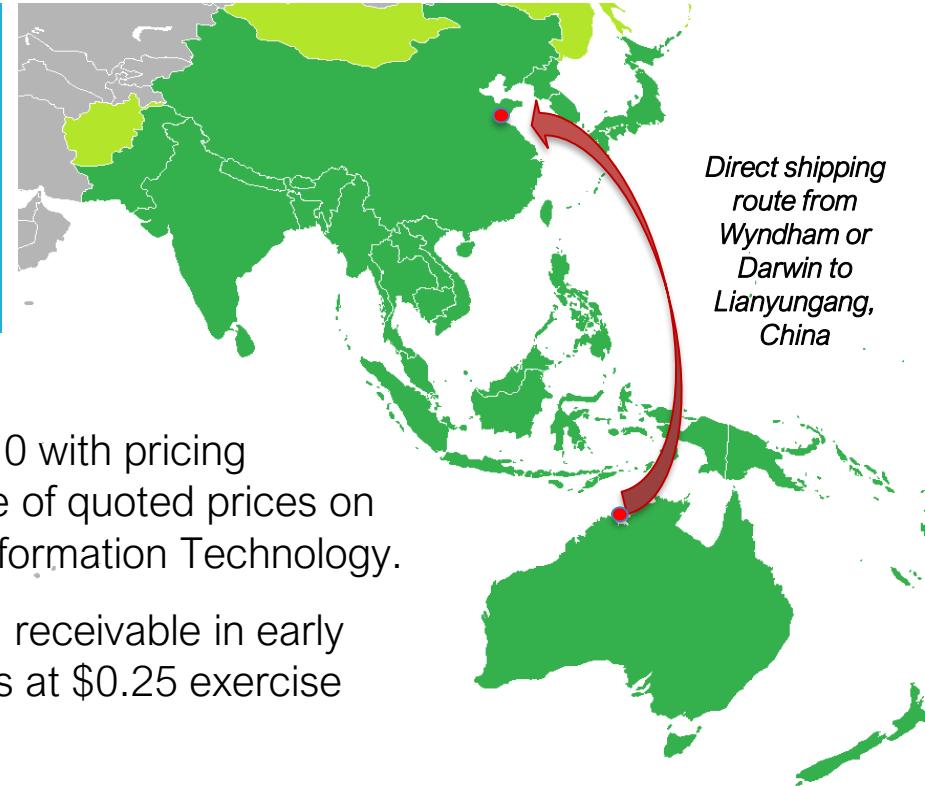 Direct shipping
route from
Wyndham or
Darwin to
Lianyungang,
China
0 with pricing
e of quoted prices on
formation Technology.
receivable in early
s at $0.25 exercise